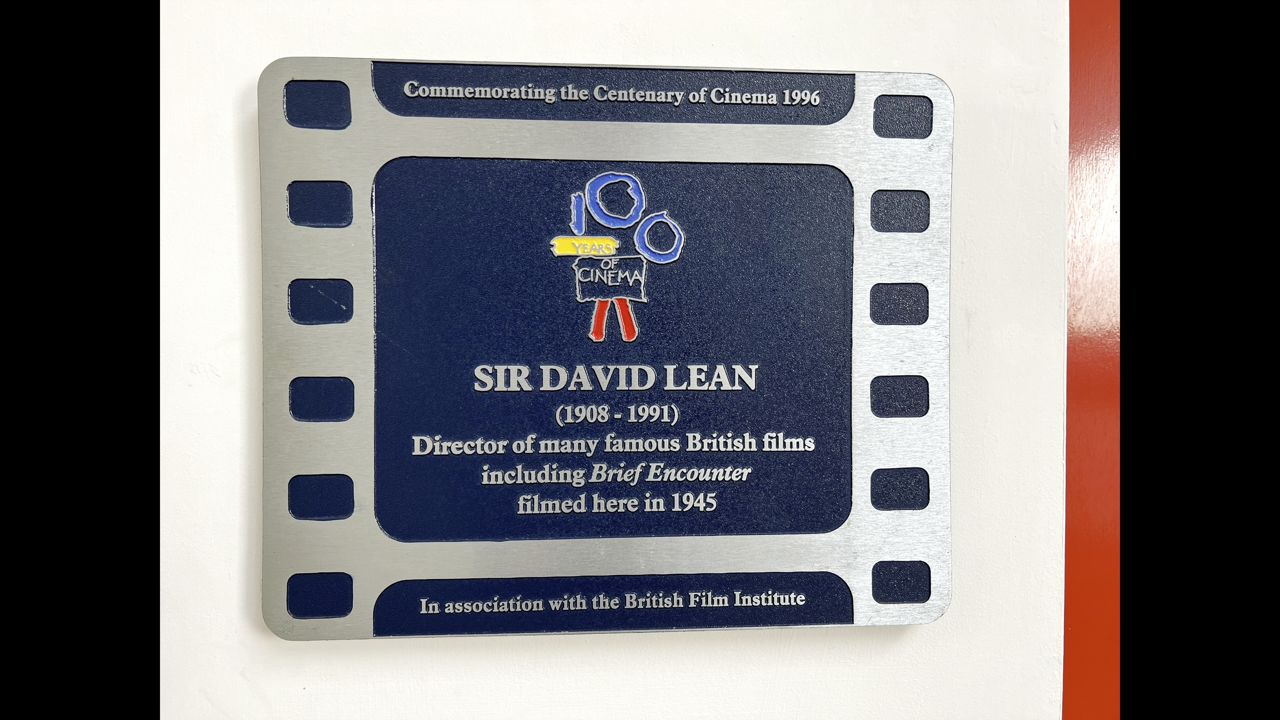 Commemorating the Centenary of Cinema 1996
100
YEARS
OF
CINEMA
SIR DAVID LEAN
(1908 - 1991)
Director of many famous British films
including Brief Encounter
filmed here in 1945
In association with the British Film Institute